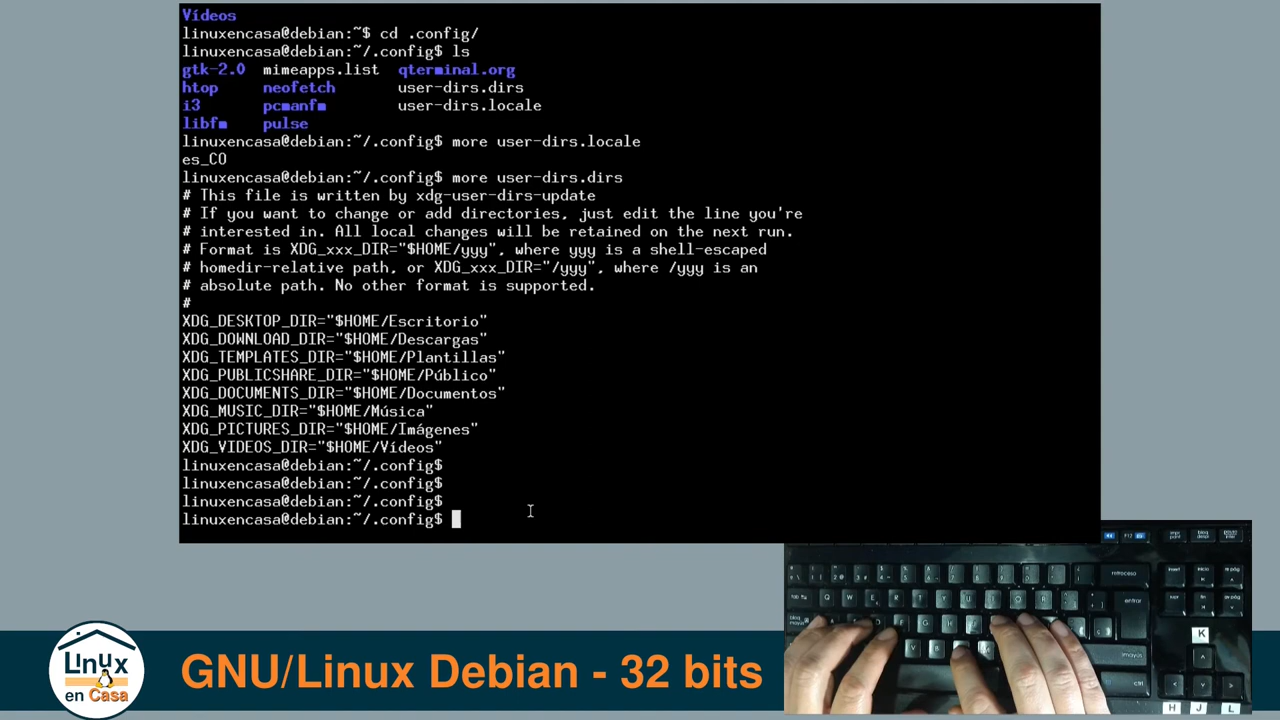 Vídeos
linuxencasa@debian:~$ cd .config/
linuxencasa@debian:~/.config$ ls
gtk-2.0 mimeapps.list qterminal.org
htop neofetch user-dirs.dirs
i3 pcmanfm user-dirs.locale
libfm pulse
linuxencasa@debian:~/.config$ more user-dirs.locale
es_CO
linuxencasa@debian:~/.config$ more user-dirs.dirs
# This file is written by xdg-user-dirs-update
# If you want to change or add directories, just edit the line you're
# interested in. All local changes will be retained on the next run.
# Format is XDG_xxx_DIR="$HOME/yyy", where yyy is a shell-escaped
# homedir-relative path, or XDG_xxx_DIR="/yyy", where /yyy is an
# absolute path. No other format is supported.
#
XDG_DESKTOP_DIR="$HOME/Escritorio"
XDG_DOWNLOAD_DIR="$HOME/Descargas"
XDG_TEMPLATES_DIR="$HOME/Plantillas"
XDG_PUBLICSHARE_DIR="$HOME/Público"
XDG_DOCUMENTS_DIR="$HOME/Documentos"
XDG_MUSIC_DIR="$HOME/Música"
XDG_PICTURES_DIR="$HOME/Imágenes"
XDG_VIDEOS_DIR="$HOME/Vídeos"
linuxencasa@debian:~/.config$
linuxencasa@debian:~/.config$
linuxencasa@debian:~/.config$
linuxencasa@debian:~/.config$
retroceso
entrar
K
H J L
Linux
en Casa
GNU/Linux Debian - 32 bits